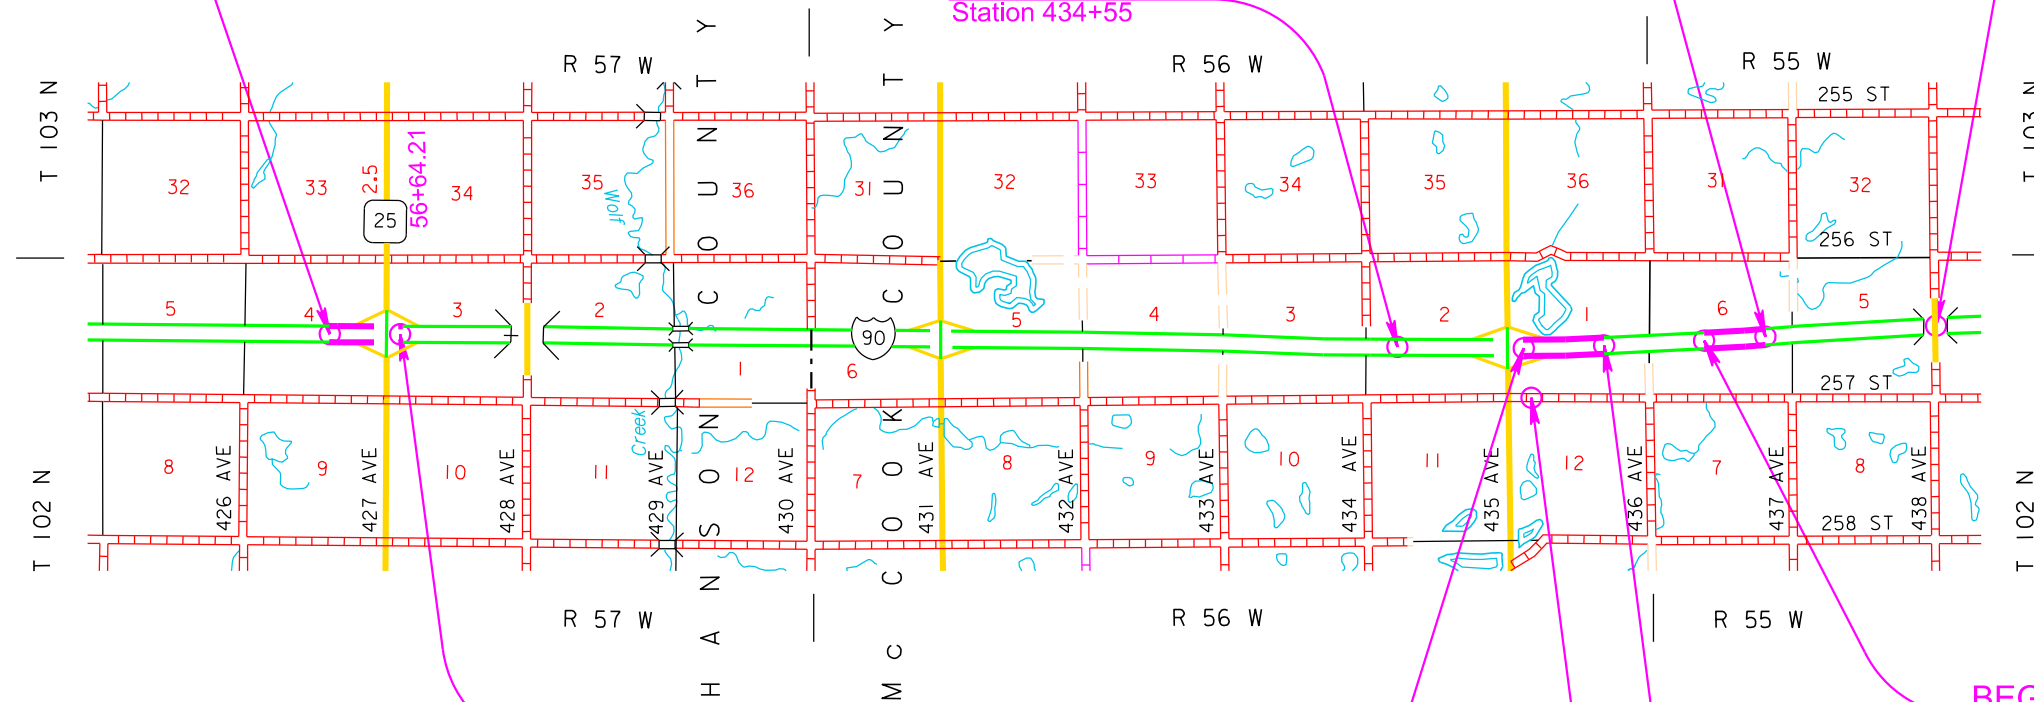 Station 434+55
R 57 W
R 56 W
R 55 W
255 ST
T 103 N
T 103 N
32
33
2.5
56+64.21
34
35
Wolf
36
31
32
33
34
35
36
31
32
25
256 ST
5
4
3
2
5
4
3
2
1
6
5
90
1
6
257 ST
8
426 AVE
9
427 AVE
10
428 AVE
11
Creek
429 AVE
12
430 AVE
7
431 AVE
8
432 AVE
9
433 AVE
10
434 AVE
11
435 AVE
12
436 AVE
7
437 AVE
8
438 AVE
258 ST
T 102 N
T 102 N
HANSON COUNTY
MC COOK COUNTY
R 57 W
R 56 W
R 55 W
BEG